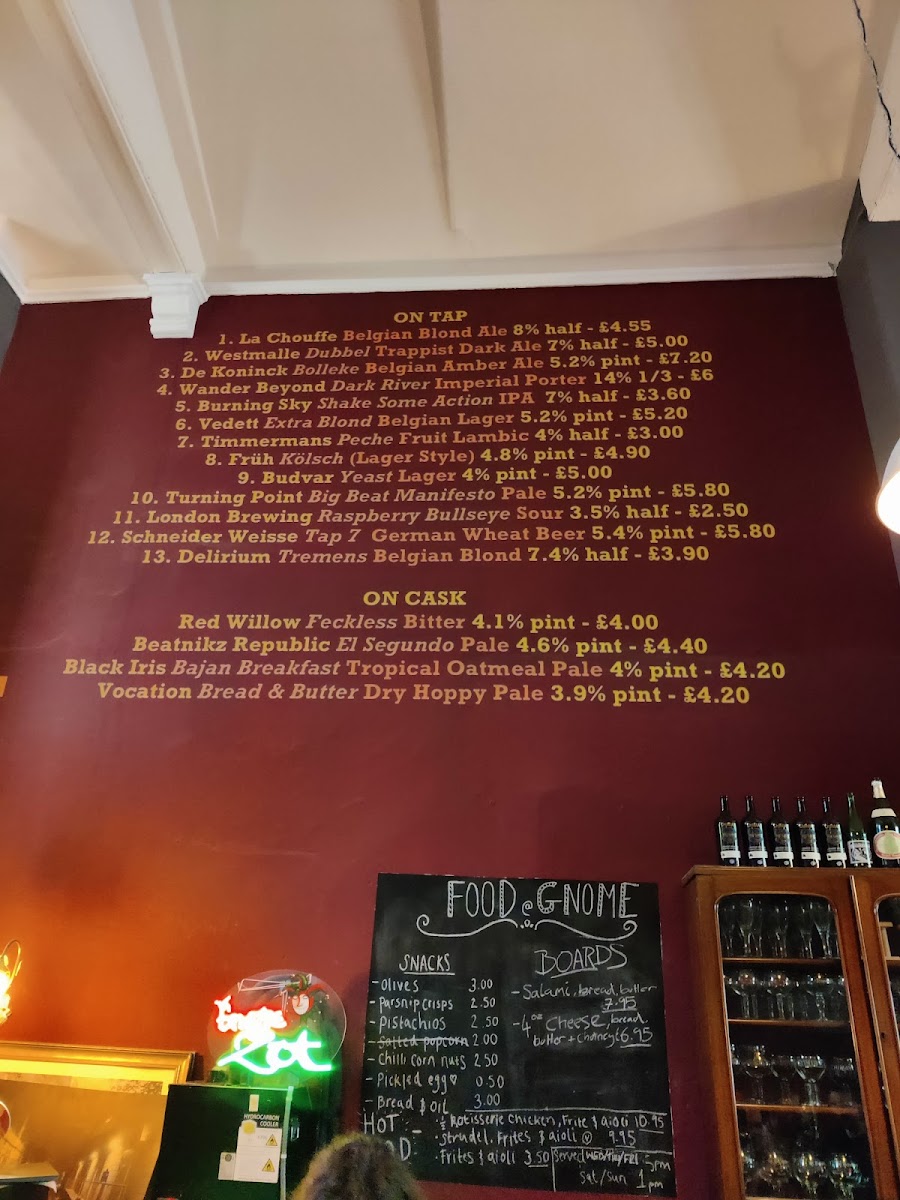 ON TAP
1. La Chouffe Belgian Blond Ale 8% half - £4.55
2. Westmalle Dubbel Trappist Dark Ale 7% half - £5.00
3. De Koninck Bolleke Belgian Amber Ale 5.2% pint - £7.20
4. Wander Beyond Dark River Imperial Porter 14% 1/3 - £6
5. Burning Sky Shake Some Action IPA 7% half - £3.60
6. Vedett Extra Blond Belgian Lager 5.2% pint - £5.20
7. Timmermans Peche Fruit Lambic 4% half - £3.00
8. Früh Kölsch (Lager Style) 4.8% pint - £4.90
9. Budvar Yeast Lager 4% pint - £5.00
10. Turning Point Big Beat Manifesto Pale 5.2% pint - £5.80
11. London Brewing Raspberry Bullseye Sour 3.5% half - £2.50
12. Schneider Weisse Tap 7 German Wheat Beer 5.4% pint - £5.80
13. Delirium Tremens Belgian Blond 7.4% half - £3.90
ON CASK
Red Willow Feckless Bitter 4.1% pint - £4.00
Beatnikz Republic El Segundo Pale 4.6% pint - £4.40
Black Iris Bajan Breakfast Tropical Oatmeal Pale 4% pint - £4.20
Vocation Bread & Butter Dry Hoppy Pale 3.9% pint - £4.20
FOOD @ GNOME
SNACKS
- Olives 3.00
- Parsnip crisps 2.50
- Pistachios 2.50
- Salted popcorn 2.00
- Chilli corn nuts 2.50
- Pickled egg 0.50
- Bread & Oil 3.00
BOARDS
- Salami, bread, butter
7.95
- 4oz Cheese, bread
butter + chutney 6.95
HOT
· ½ Rotisserie Chicken, Frite & aioli 10.95
· Strudel, Frites & aioli 9.95
· Frites & aioli 3.50
Served WED/Thu/FRI 5pm
Sat/Sun 1pm
Zot
HYDROCARBON
COOLER